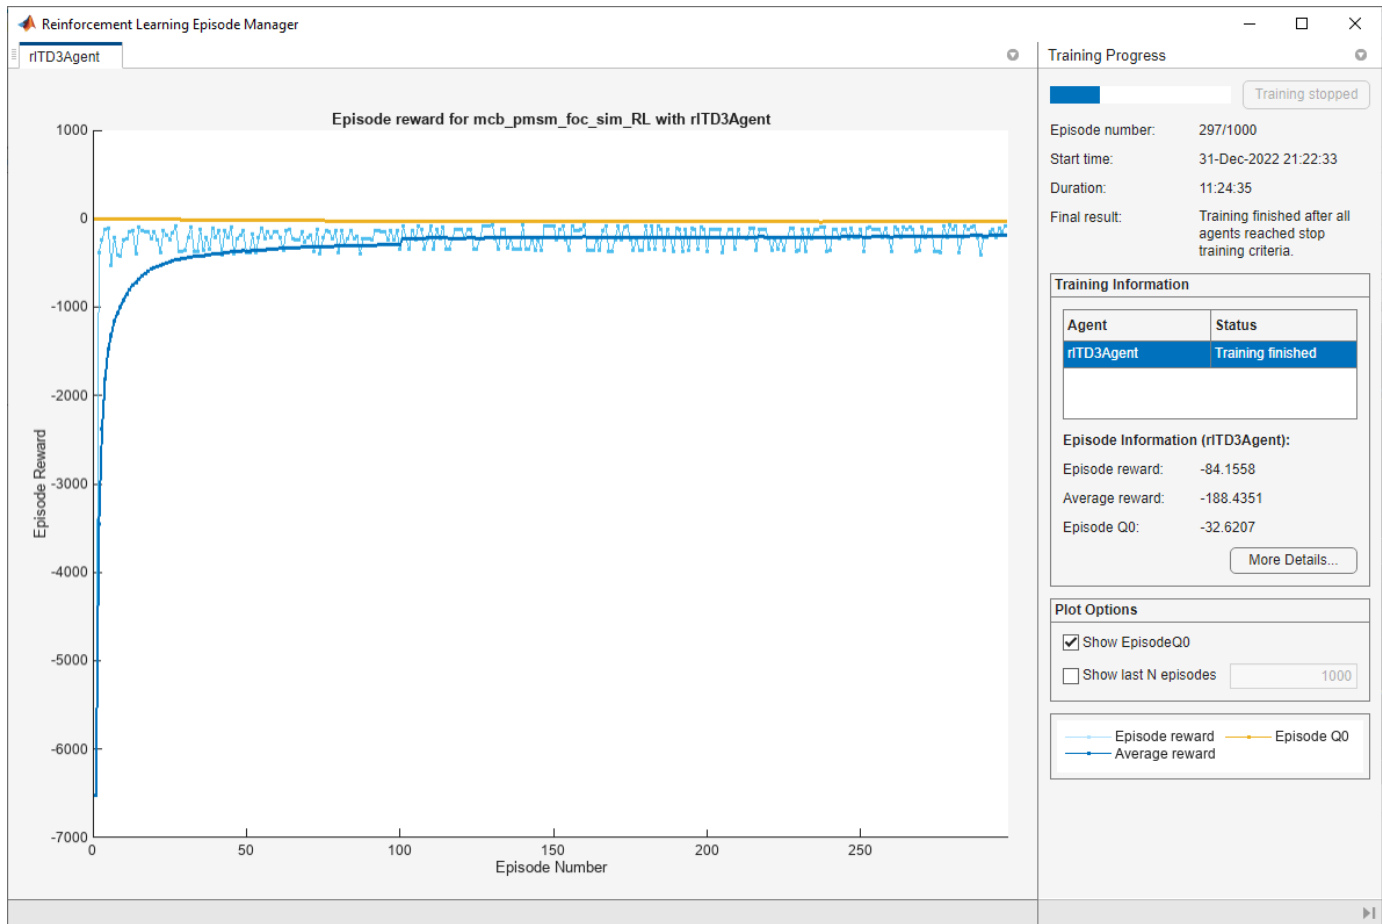 Reinforcement Learning Episode Manager
rlTD3Agent
Episode reward for mcb_pmsm_foc_sim_RL with rlTD3Agent
1000
0
-1000
-2000
-3000
-4000
-5000
-6000
-7000
Episode Reward
0 50 100 150 200 250
Episode Number
Training Progress
Training stopped
Episode number: 297/1000
Start time: 31-Dec-2022 21:22:33
Duration: 11:24:35
Final result: Training finished after all
agents reached stop
training criteria.
Training Information
Agent Status
rlTD3Agent Training finished
Episode Information (rlTD3Agent):
Episode reward: -84.1558
Average reward: -188.4351
Episode Q0: -32.6207
More Details...
Plot Options
Show EpisodeQ0
Show last N episodes 1000
Episode reward Episode Q0
Average reward